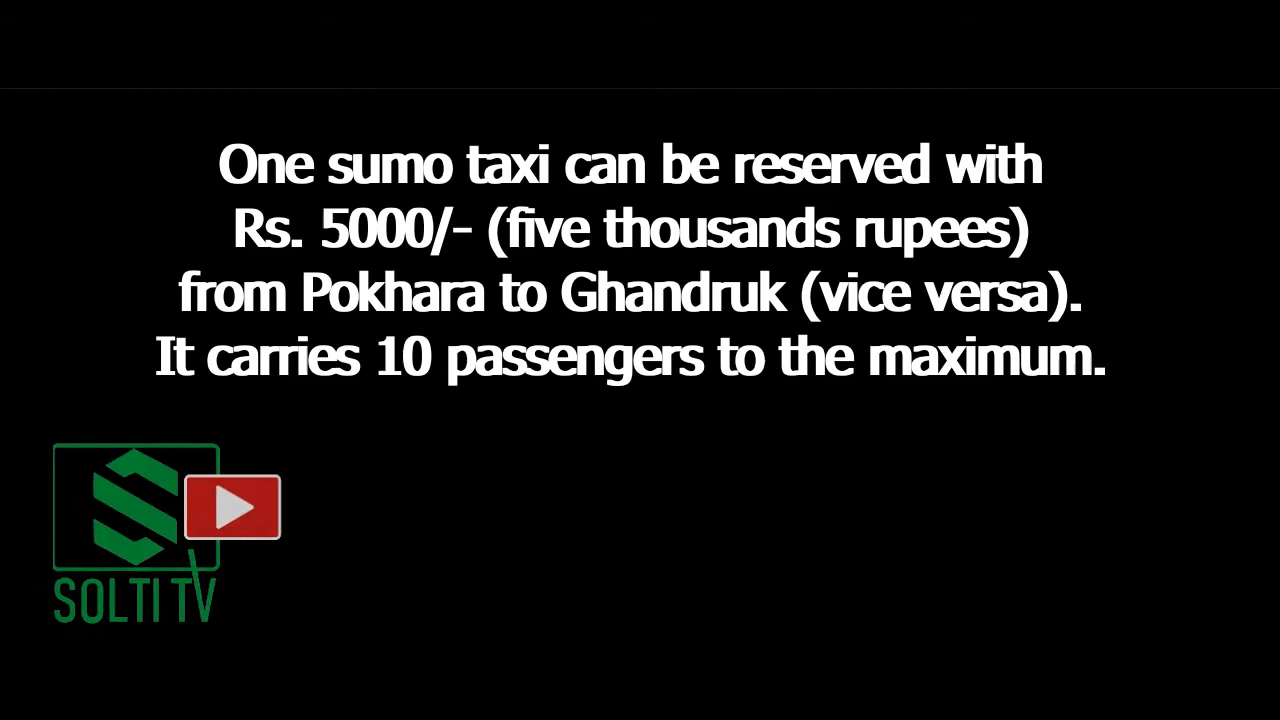 One sumo taxi can be reserved with
Rs. 5000/- (five thousands rupees)
from Pokhara to Ghandruk (vice versa).
It carries 10 passengers to the maximum.
SOLTI TV